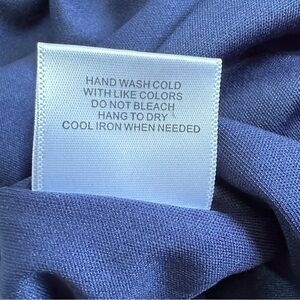 HAND WASH COLD
WITH LIKE COLORS
DO NOT BLEACH
HANG TO DRY
COOL IRON WHEN NEEDED